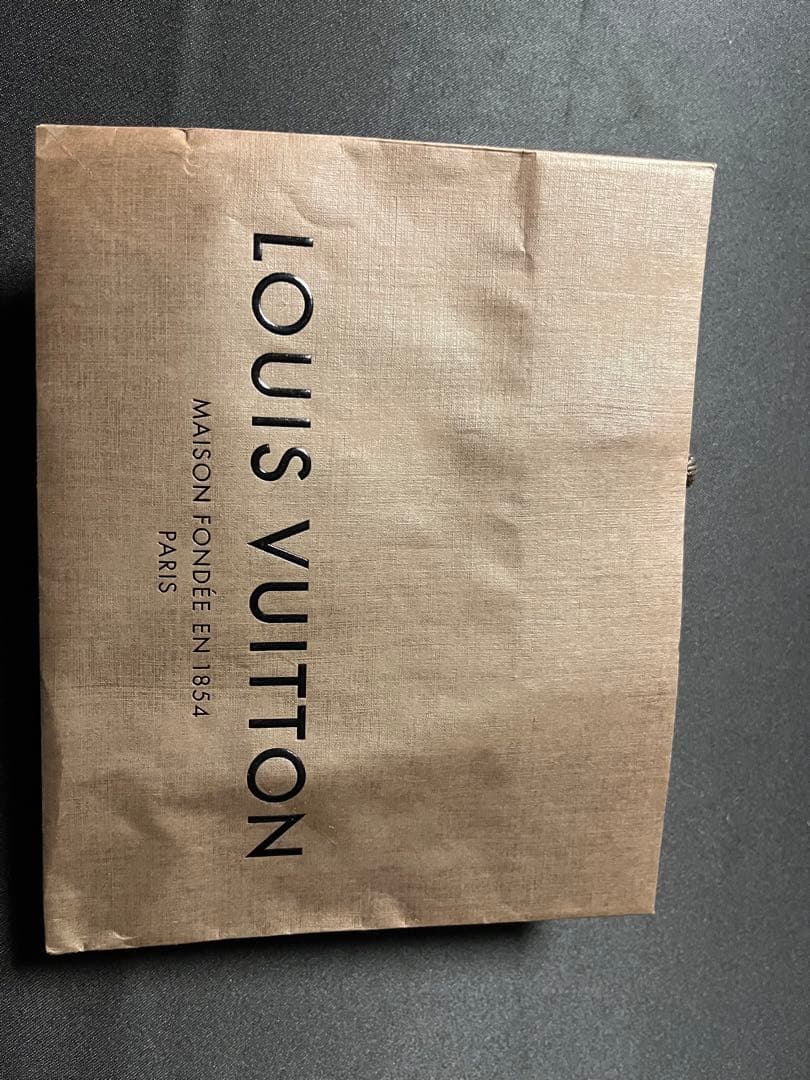 LOUIS VUITTON
MAISON FONDÉE EN 1854
PARIS